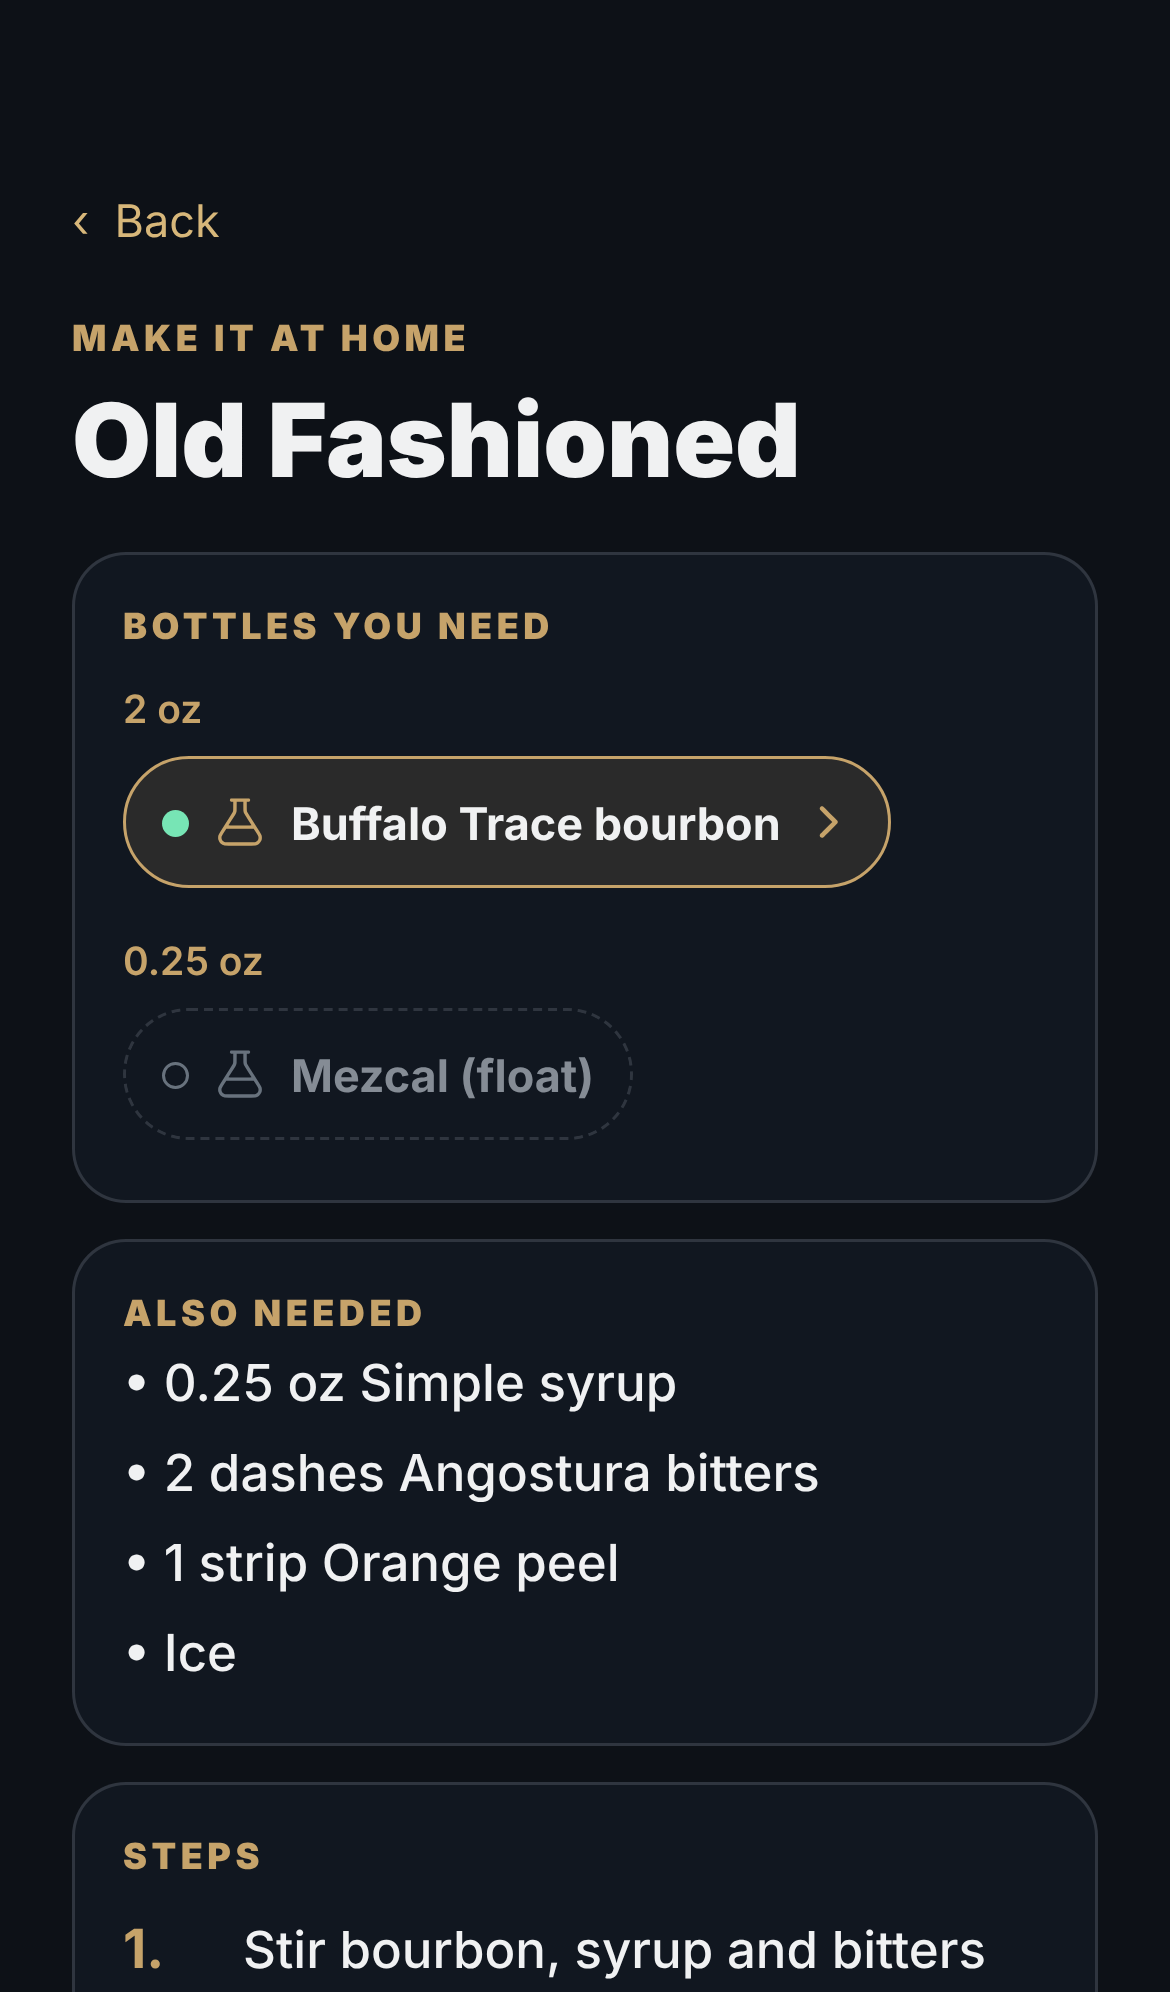 ‹ Back
MAKE IT AT HOME
Old Fashioned
BOTTLES YOU NEED
2 oz
Buffalo Trace bourbon
0.25 oz
Mezcal (float)
ALSO NEEDED
• 0.25 oz Simple syrup
• 2 dashes Angostura bitters
• 1 strip Orange peel
• Ice
STEPS
1. Stir bourbon, syrup and bitters